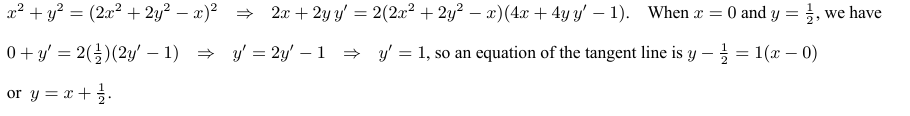 x² + y² = (2x² + 2y² − x)² ⇒ 2x + 2y y′ = 2(2x² + 2y² − x)(4x + 4y y′ − 1). When x = 0 and y = 1/2, we have
0 + y′ = 2(1/2)(2y′ − 1) ⇒ y′ = 2y′ − 1 ⇒ y′ = 1, so an equation of the tangent line is y − 1/2 = 1(x − 0)
or y = x + 1/2.